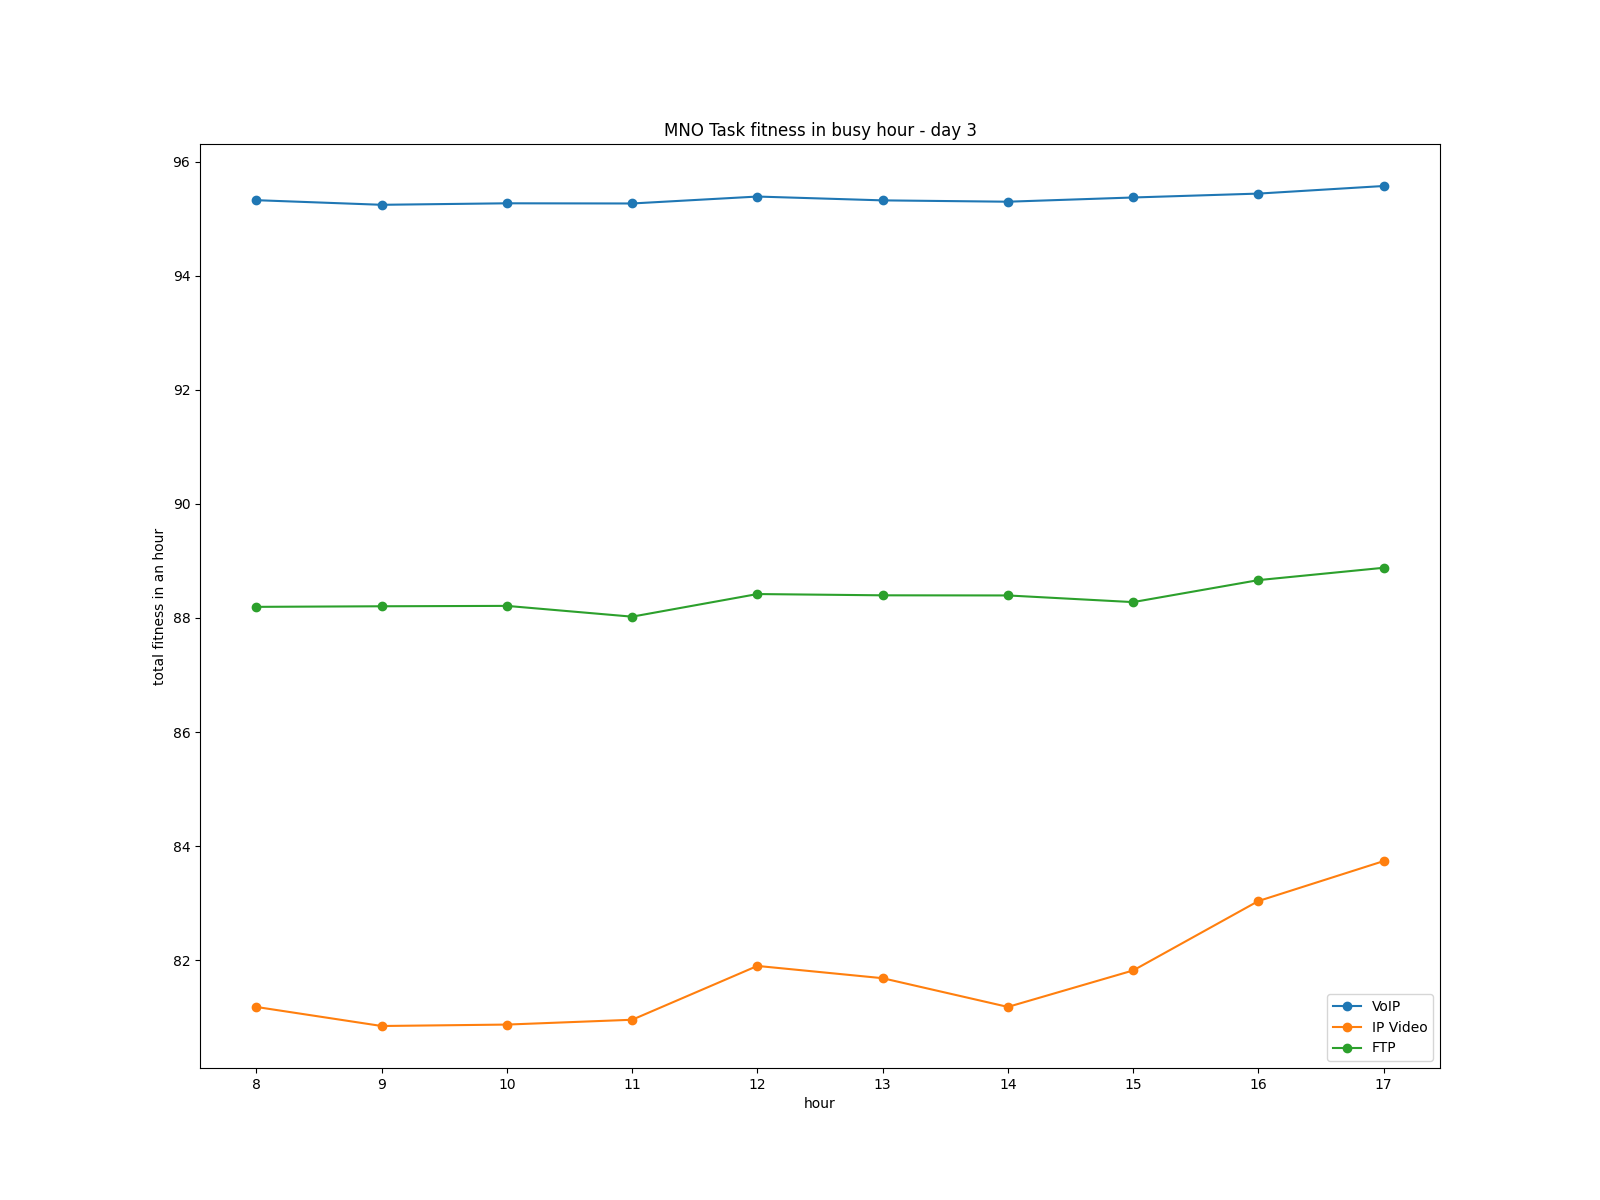 MNO Task fitness in busy hour - day 3
96
94
92
90
88
86
84
82
total fitness in an hour
8 9 10 11 12 13 14 15 16 17
hour
VoIP
IP Video
FTP